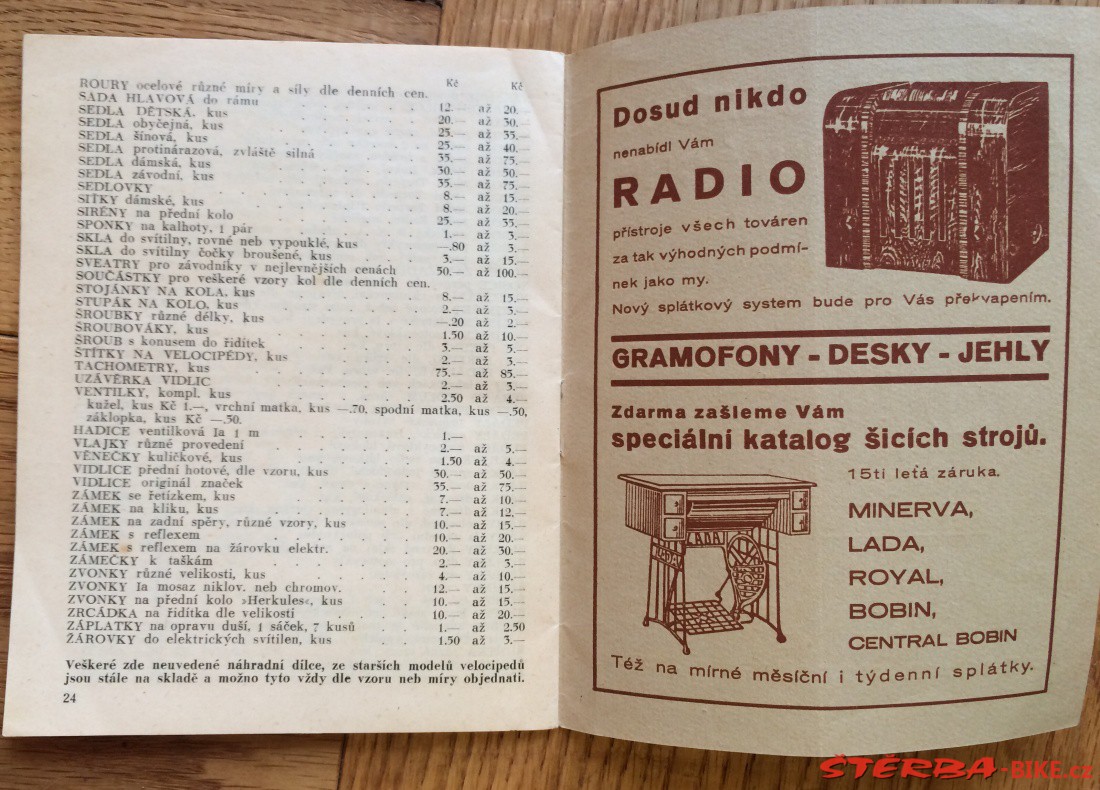 Kč Kč
ROURY ocelové různé míry a síly dle denních cen.
SADA HLAVOVÁ do rámu 12.— až 20.—
SEDLA DĚTSKÁ, kus 20.— až 30.—
SEDLA obyčejná, kus 25.— až 35.—
SEDLA šínová, kus 25.— až 40.—
SEDLA protinárazová, zvláště silná 35.— až 75.—
SEDLA dámská, kus 30.— až 50.—
SEDLA závodní, kus 35.— až 75.—
SEDLOVKY 8.— až 15.—
SIŤKY dámské, kus 8.— až 20.—
SIRÉNY na přední kolo 25.— až 35.—
SPONKY na kalhoty, 1 pár 1.— až 3.—
SKLA do svítilny, rovné neb vypouklé, kus —.80 až 3.—
SKLA do svítilny čočky broušené, kus 3.— až 15.—
SVEATRY pro závodníky v nejlevnějších cenách 50.— až 100.—
SOUČÁSTKY pro veškeré vzory kol dle denních cen.
STOJÁNKY NA KOLA, kus 8.— až 15.—
STUPÁK NA KOLO, kus 2.— až 3.—
ŠROUBKY různé délky, kus —.20 až 2.—
ŠROUBOVÁKY, kus 1.50 až 10.—
ŠROUB s konusem do řidítek 3.— až 5.—
ŠTÍTKY NA VELOCIPÉDY, kus 2.— až 3.—
TACHOMETRY, kus 75.— až 85.—
UZÁVĚRKA VIDLIC 2.— až 3.—
VENTILKY, kompl. kus 2.50 až 4.—
kužel, kus Kč 1.—, vrchní matka, kus —.70, spodní matka, kus —.50,
záklopka, kus Kč —.50.
HADICE ventilková Ia 1 m 1.—
VLAJKY různé provedení 2.— až 5.—
VĚNEČKY kuličkové, kus 1.50 až 4.—
VIDLICE přední hotové, dle vzoru, kus 30.— až 50.—
VIDLICE originál značek 35.— až 75.—
ZÁMEK se řetízkem, kus 7.— až 10.—
ZÁMEK na kliku, kus 7.— až 12.—
ZÁMEK na zadní spěry, různé vzory, kus 10.— až 15.—
ZÁMEK s reflexem 10.— až 20.—
ZÁMEK s reflexem na žárovku elektr. 20.— až 30.—
ZÁMEČKY k taškám 2.— až 3.—
ZVONKY různé velikosti, kus 4.— až 10.—
ZVONKY Ia mosaz niklov. neb chromov. 12.— až 15.—
ZVONKY na přední kolo »Herkules«, kus 10.— až 15.—
ZRCÁDKA na řidítka dle velikosti 10.— až 20.—
ZÁPLATKY na opravu duší, 1 sáček, 7 kusů 1.— až 2.50
ŽÁROVKY do elektrických svítilen, kus 1.50 až 3.—
Veškeré zde neuvedené náhradní dílce, ze starších modelů velocipedů
jsou stále na skladě a možno tyto vždy dle vzoru neb míry objednati.
24
Dosud nikdo
nenabídl Vám
RADIO
přístroje všech továren
za tak výhodných podmí-
nek jako my.
Nový splátkový system bude pro Vás překvapením.
GRAMOFONY - DESKY - JEHLY
Zdarma zašleme Vám
speciální katalog šicích strojů.
15ti letá záruka.
MINERVA,
LADA,
ROYAL,
BOBIN,
CENTRAL BOBIN
LADA
LADA
Též na mírné měsíční i týdenní splátky.
ŠTĚRBA-BIKE.cz